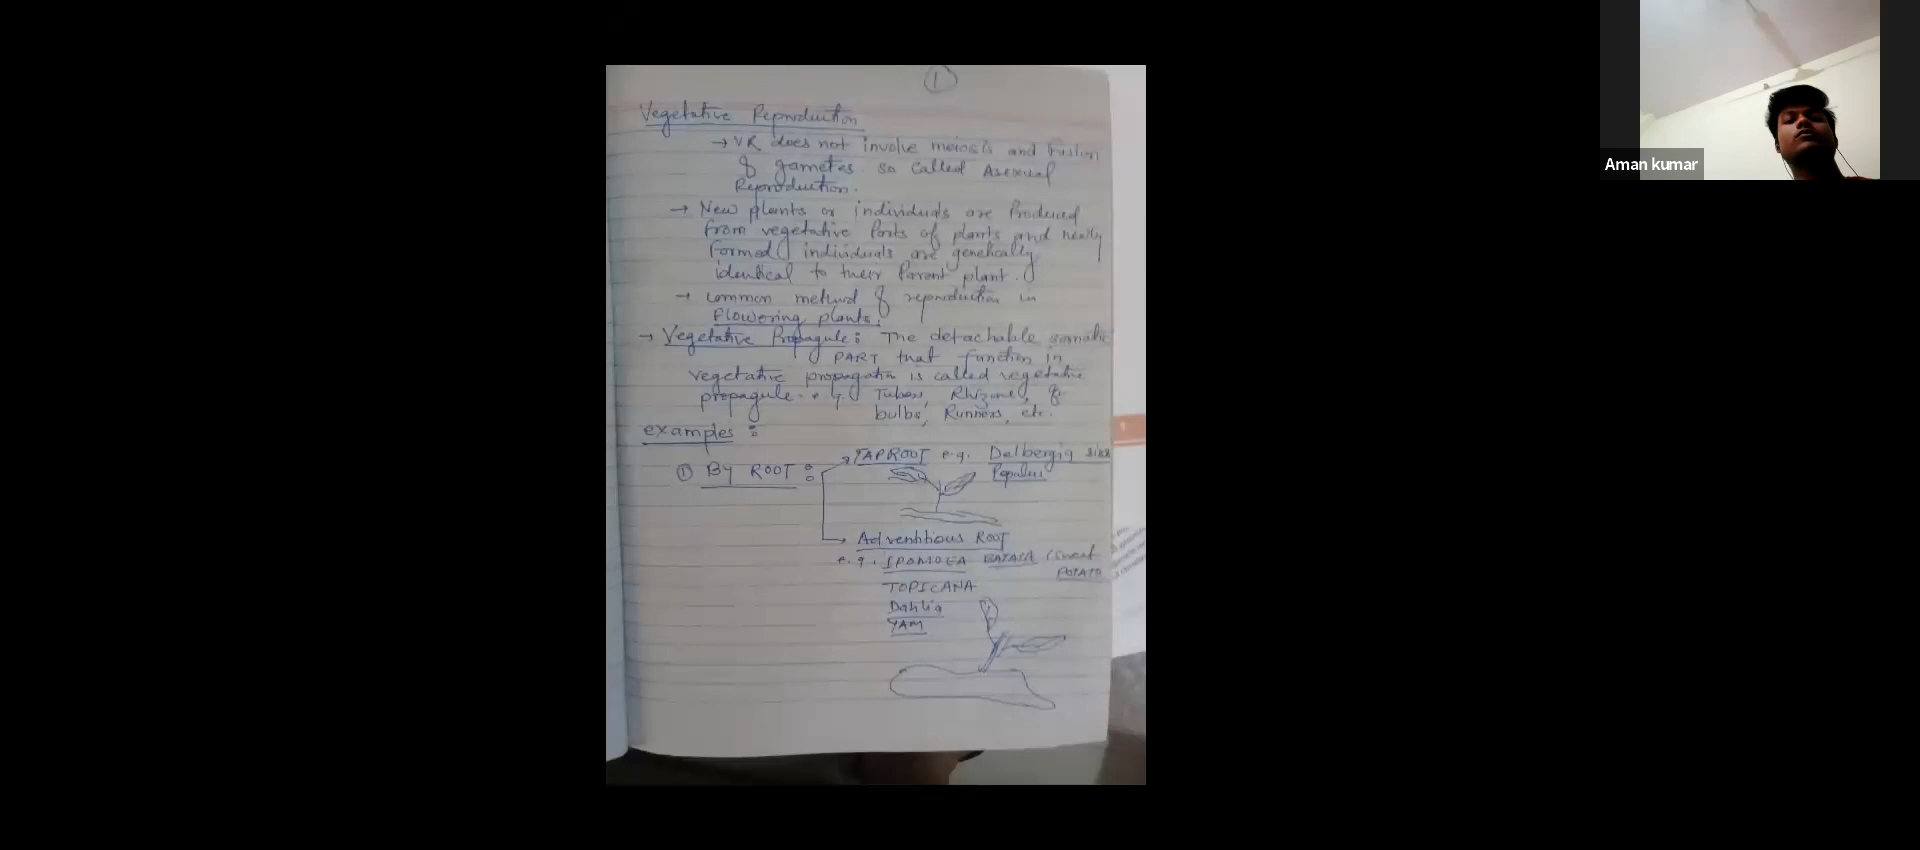 1
Vegetative Reproduction
→ VR does not involve meiosis and fusion
of gametes so called Asexual
Reproduction.
→ New plants or individuals are Produced
from vegetative Parts of plants and newly
formed individuals are genetically
identical to their Parent plant.
→ common method of reproduction in
Flowering plants.
→ Vegetative Propagule: The detachable somatic
PART that function in
vegetative propagation is called vegetative
propagule. e.g. Tubers, Rhizome,
bulbs, Runners, etc.
examples :
① By ROOT : → TAPROOT e.g. Dalbergia
Populus
→ Adventitious ROOT
e.g. IPOMOEA BATATA (sweet
POTATO
TOPICANA
Dahlia
YAM
Aman kumar